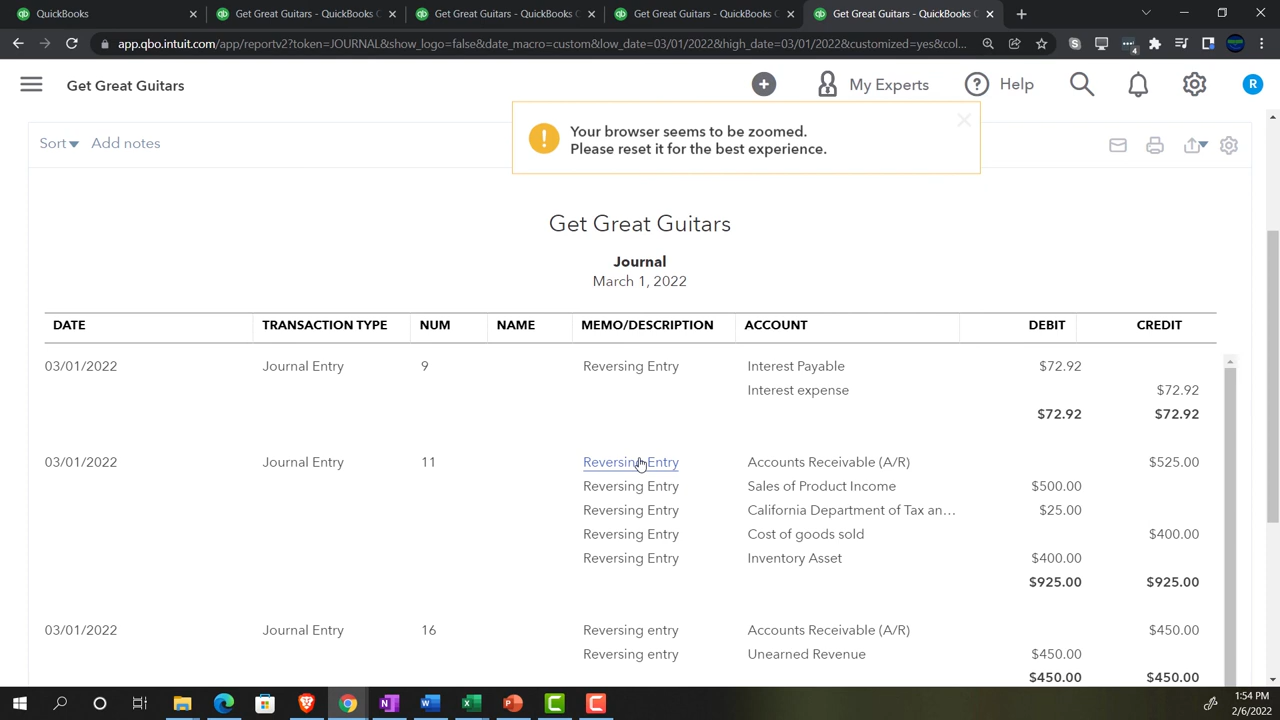 QuickBooks
Get Great Guitars - QuickBooks C
Get Great Guitars - QuickBooks C
Get Great Guitars - QuickBooks C
Get Great Guitars - QuickBooks C
app.qbo.intuit.com/app/reportv2?token=JOURNAL&show_logo=false&date_macro=custom&low_date=03/01/2022&high_date=03/01/2022&customized=yes&col...
4
Get Great Guitars
My Experts
Help
R
Your browser seems to be zoomed.
Please reset it for the best experience.
Sort
Add notes
Get Great Guitars
Journal
March 1, 2022
DATE TRANSACTION TYPE NUM NAME MEMO/DESCRIPTION ACCOUNT DEBIT CREDIT
03/01/2022 Journal Entry 9 Reversing Entry Interest Payable $72.92
Interest expense $72.92
$72.92 $72.92
03/01/2022 Journal Entry 11 Reversing Entry Accounts Receivable (A/R) $525.00
Reversing Entry Sales of Product Income $500.00
Reversing Entry California Department of Tax an... $25.00
Reversing Entry Cost of goods sold $400.00
Reversing Entry Inventory Asset $400.00
$925.00 $925.00
03/01/2022 Journal Entry 16 Reversing entry Accounts Receivable (A/R) $450.00
Reversing entry Unearned Revenue $450.00
$450.00 $450.00
1:54 PM
2/6/2022